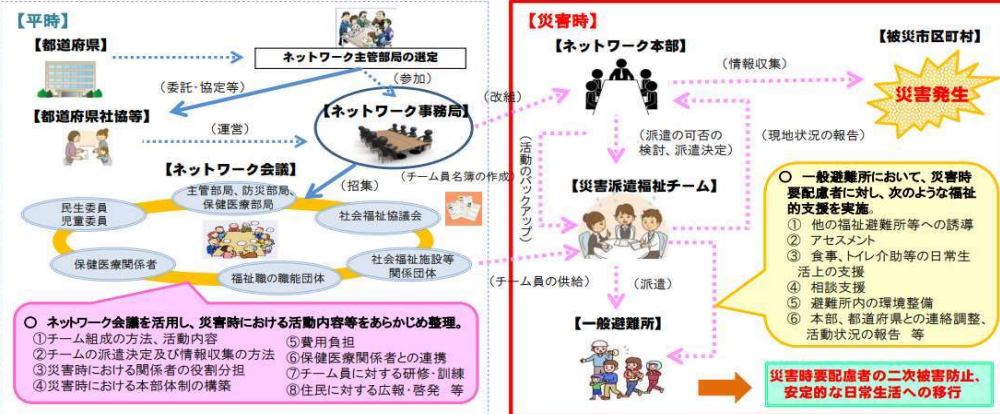 【平時】
【都道府県】
ネットワーク主管部局の選定
(委託・協定等)
(参加)
【都道府県社協等】
(運営)
【ネットワーク事務局】
【ネットワーク会議】
(招集)
(チーム員名簿の作成)
主管部局、防災部局、
保健医療部局
民生委員
児童委員
社会福祉協議会
保健医療関係者
福祉職の職能団体
社会福祉施設等
関係団体
○ ネットワーク会議を活用し、災害時における活動内容等をあらかじめ整理。
①チーム組成の方法、活動内容
②チームの派遣決定及び情報収集の方法
③災害時における関係者の役割分担
④災害時における本部体制の構築
⑤費用負担
⑥保健医療関係者との連携
⑦チーム員に対する研修・訓練
⑧住民に対する広報・啓発 等
【災害時】
【ネットワーク本部】
【被災市区町村】
(改組)
(情報収集)
災害発生
(派遣の可否の
検討、派遣決定)
(現地状況の報告)
(活動のバックアップ)
【災害派遣福祉チーム】
(チーム員の供給)
(派遣)
【一般避難所】
○ 一般避難所において、災害時
要配慮者に対し、次のような福祉
的支援を実施。
① 他の福祉避難所等への誘導
② アセスメント
③ 食事、トイレ介助等の日常生
活上の支援
④ 相談支援
⑤ 避難所内の環境整備
⑥ 本部、都道府県との連絡調整、
活動状況の報告 等
災害時要配慮者の二次被害防止、
安定的な日常生活への移行